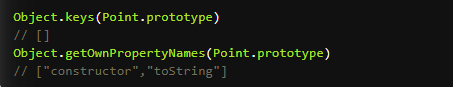 Object.keys(Point.prototype)
// []
Object.getOwnPropertyNames(Point.prototype)
// ["constructor","toString"]